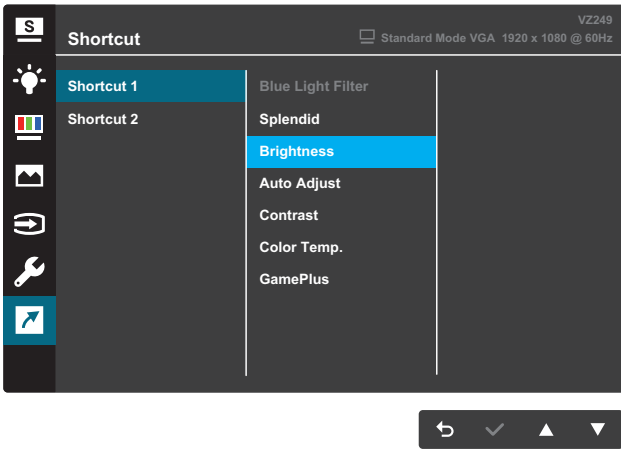 S
VZ249
Shortcut
Standard Mode VGA 1920 x 1080 @ 60Hz
Shortcut 1
Shortcut 2
Blue Light Filter
Splendid
Brightness
Auto Adjust
Contrast
Color Temp.
GamePlus